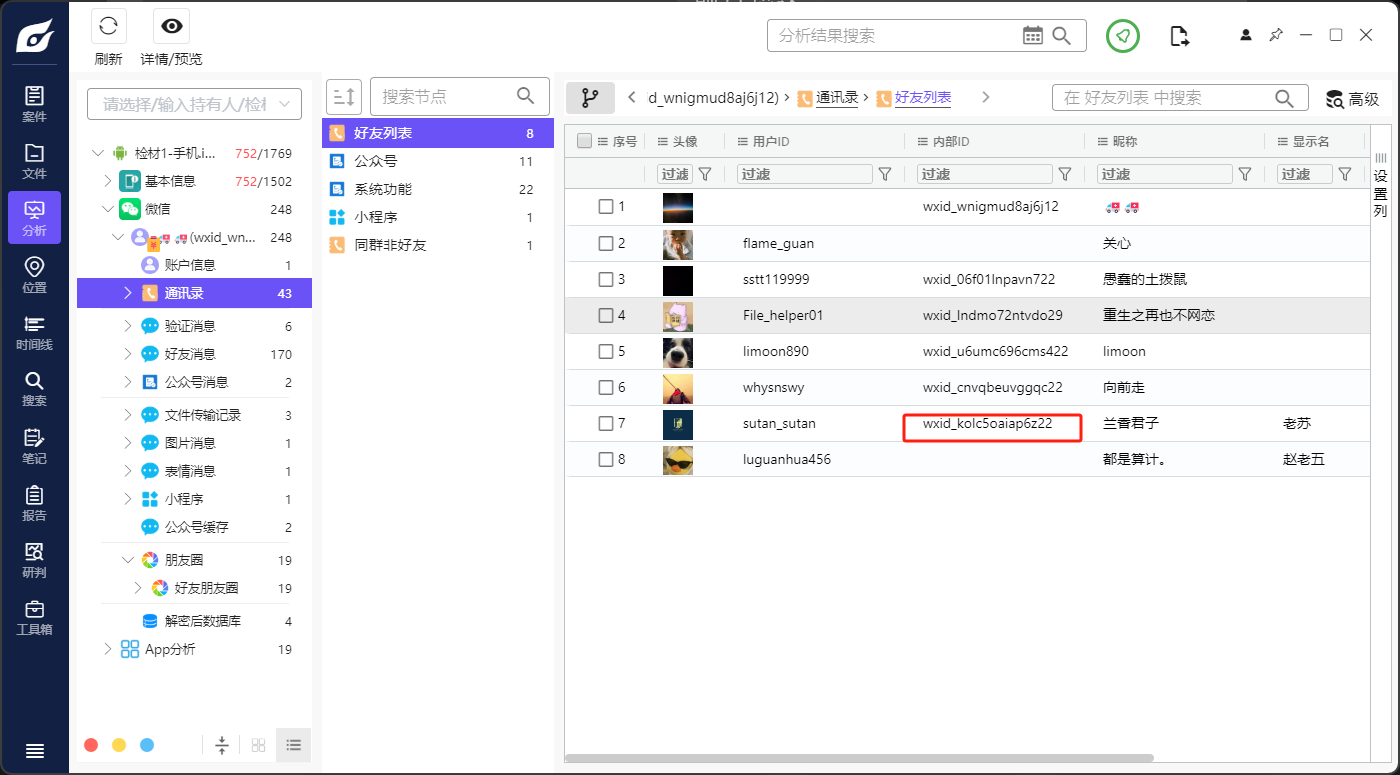 刷新
详情/预览
分析结果搜索
案件
文件
分析
位置
时间线
搜索
笔记
报告
研判
工具箱
请选择/输入持有人/检材
检材1-手机.i... 752/1769
基本信息 752/1502
微信 248
(wxid_wn... 248
账户信息 1
通讯录 43
验证消息 6
好友消息 170
公众号消息 2
文件传输记录 3
图片消息 1
表情消息 1
小程序 1
公众号缓存 2
朋友圈 19
好友朋友圈 19
解密后数据库 4
App分析 19
搜索节点
好友列表 8
公众号 11
系统功能 22
小程序 1
同群非好友 1
d_wnigmud8aj6j12) 通讯录 好友列表
在 好友列表 中搜索
高级
序号 头像 用户ID 内部ID 昵称 显示名
过滤 过滤 过滤 过滤 过滤
设置列
1 wxid_wnigmud8aj6j12 🚑🚑
2 flame_guan 关心
3 sstt119999 wxid_06f01lnpavn722 愚蠢的土拨鼠
4 File_helper01 wxid_lndmo72ntvdo29 重生之再也不网恋
5 limoon890 wxid_u6umc696cms422 limoon
6 whysnswy wxid_cnvqbeuvggqc22 向前走
7 sutan_sutan wxid_kolc5oaiap6z22 兰香君子 老苏
8 luguanhua456 都是算计。 赵老五